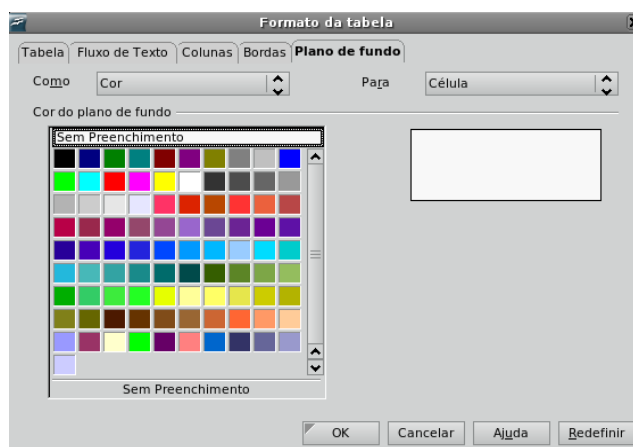 Formato da tabela
Tabela Fluxo de Texto Colunas Bordas Plano de fundo
Como Cor Para Célula
Cor do plano de fundo
Sem Preenchimento
Sem Preenchimento
OK Cancelar Ajuda Redefinir